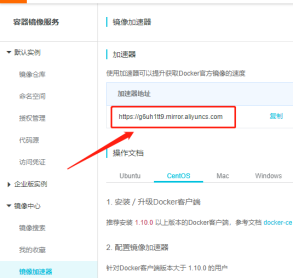 容器镜像服务
默认实例
镜像仓库
命名空间
授权管理
代码源
访问凭证
企业版实例
镜像中心
镜像搜索
我的收藏
镜像加速器
镜像加速器
加速器
使用加速器可以提升获取Docker官方镜像的速度
加速器地址
https://g6uh1tt9.mirror.aliyuncs.com 复制
操作文档
Ubuntu CentOS Mac Windows
1. 安装 / 升级Docker客户端
推荐安装 1.10.0 以上版本的Docker客户端，参考文档 docker-ce
2. 配置镜像加速器
针对Docker客户端版本大于 1.10.0 的用户